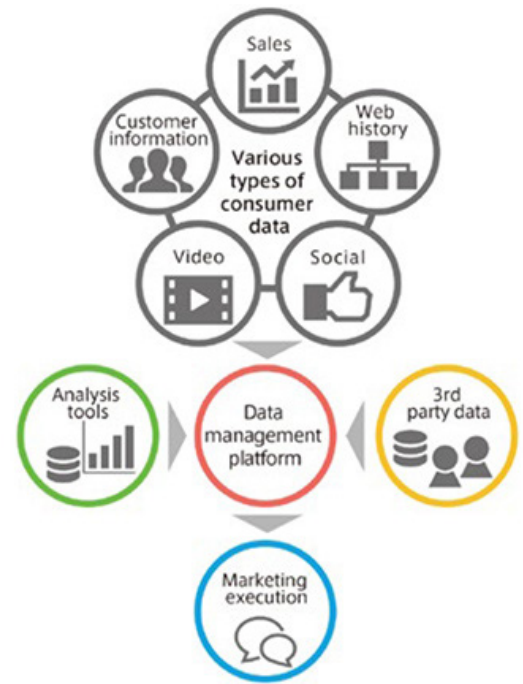 Sales
Customer
information
Web
history
Various
types of
consumer
data
Video
Social
Analysis
tools
Data
management
platform
3rd
party data
Marketing
execution